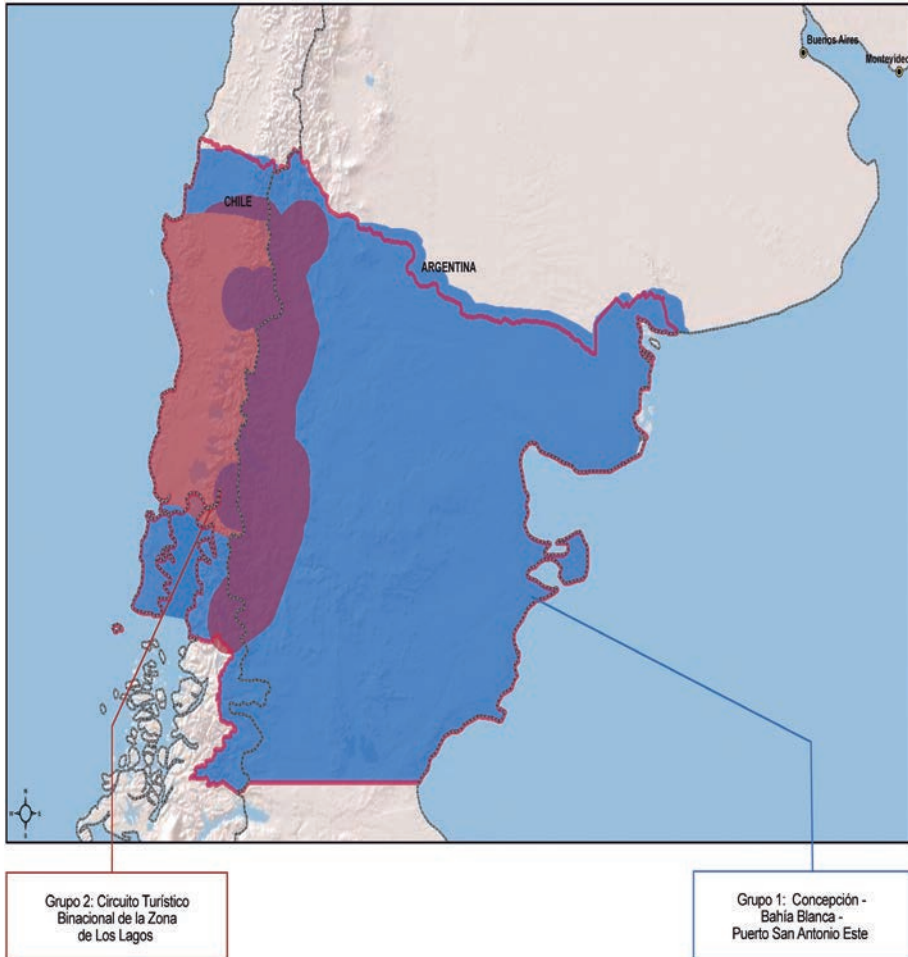 Buenos Aires
Montevideo
CHILE
ARGENTINA
Grupo 2: Circuito Turístico
Binacional de la Zona
de Los Lagos
Grupo 1: Concepción -
Bahía Blanca -
Puerto San Antonio Este